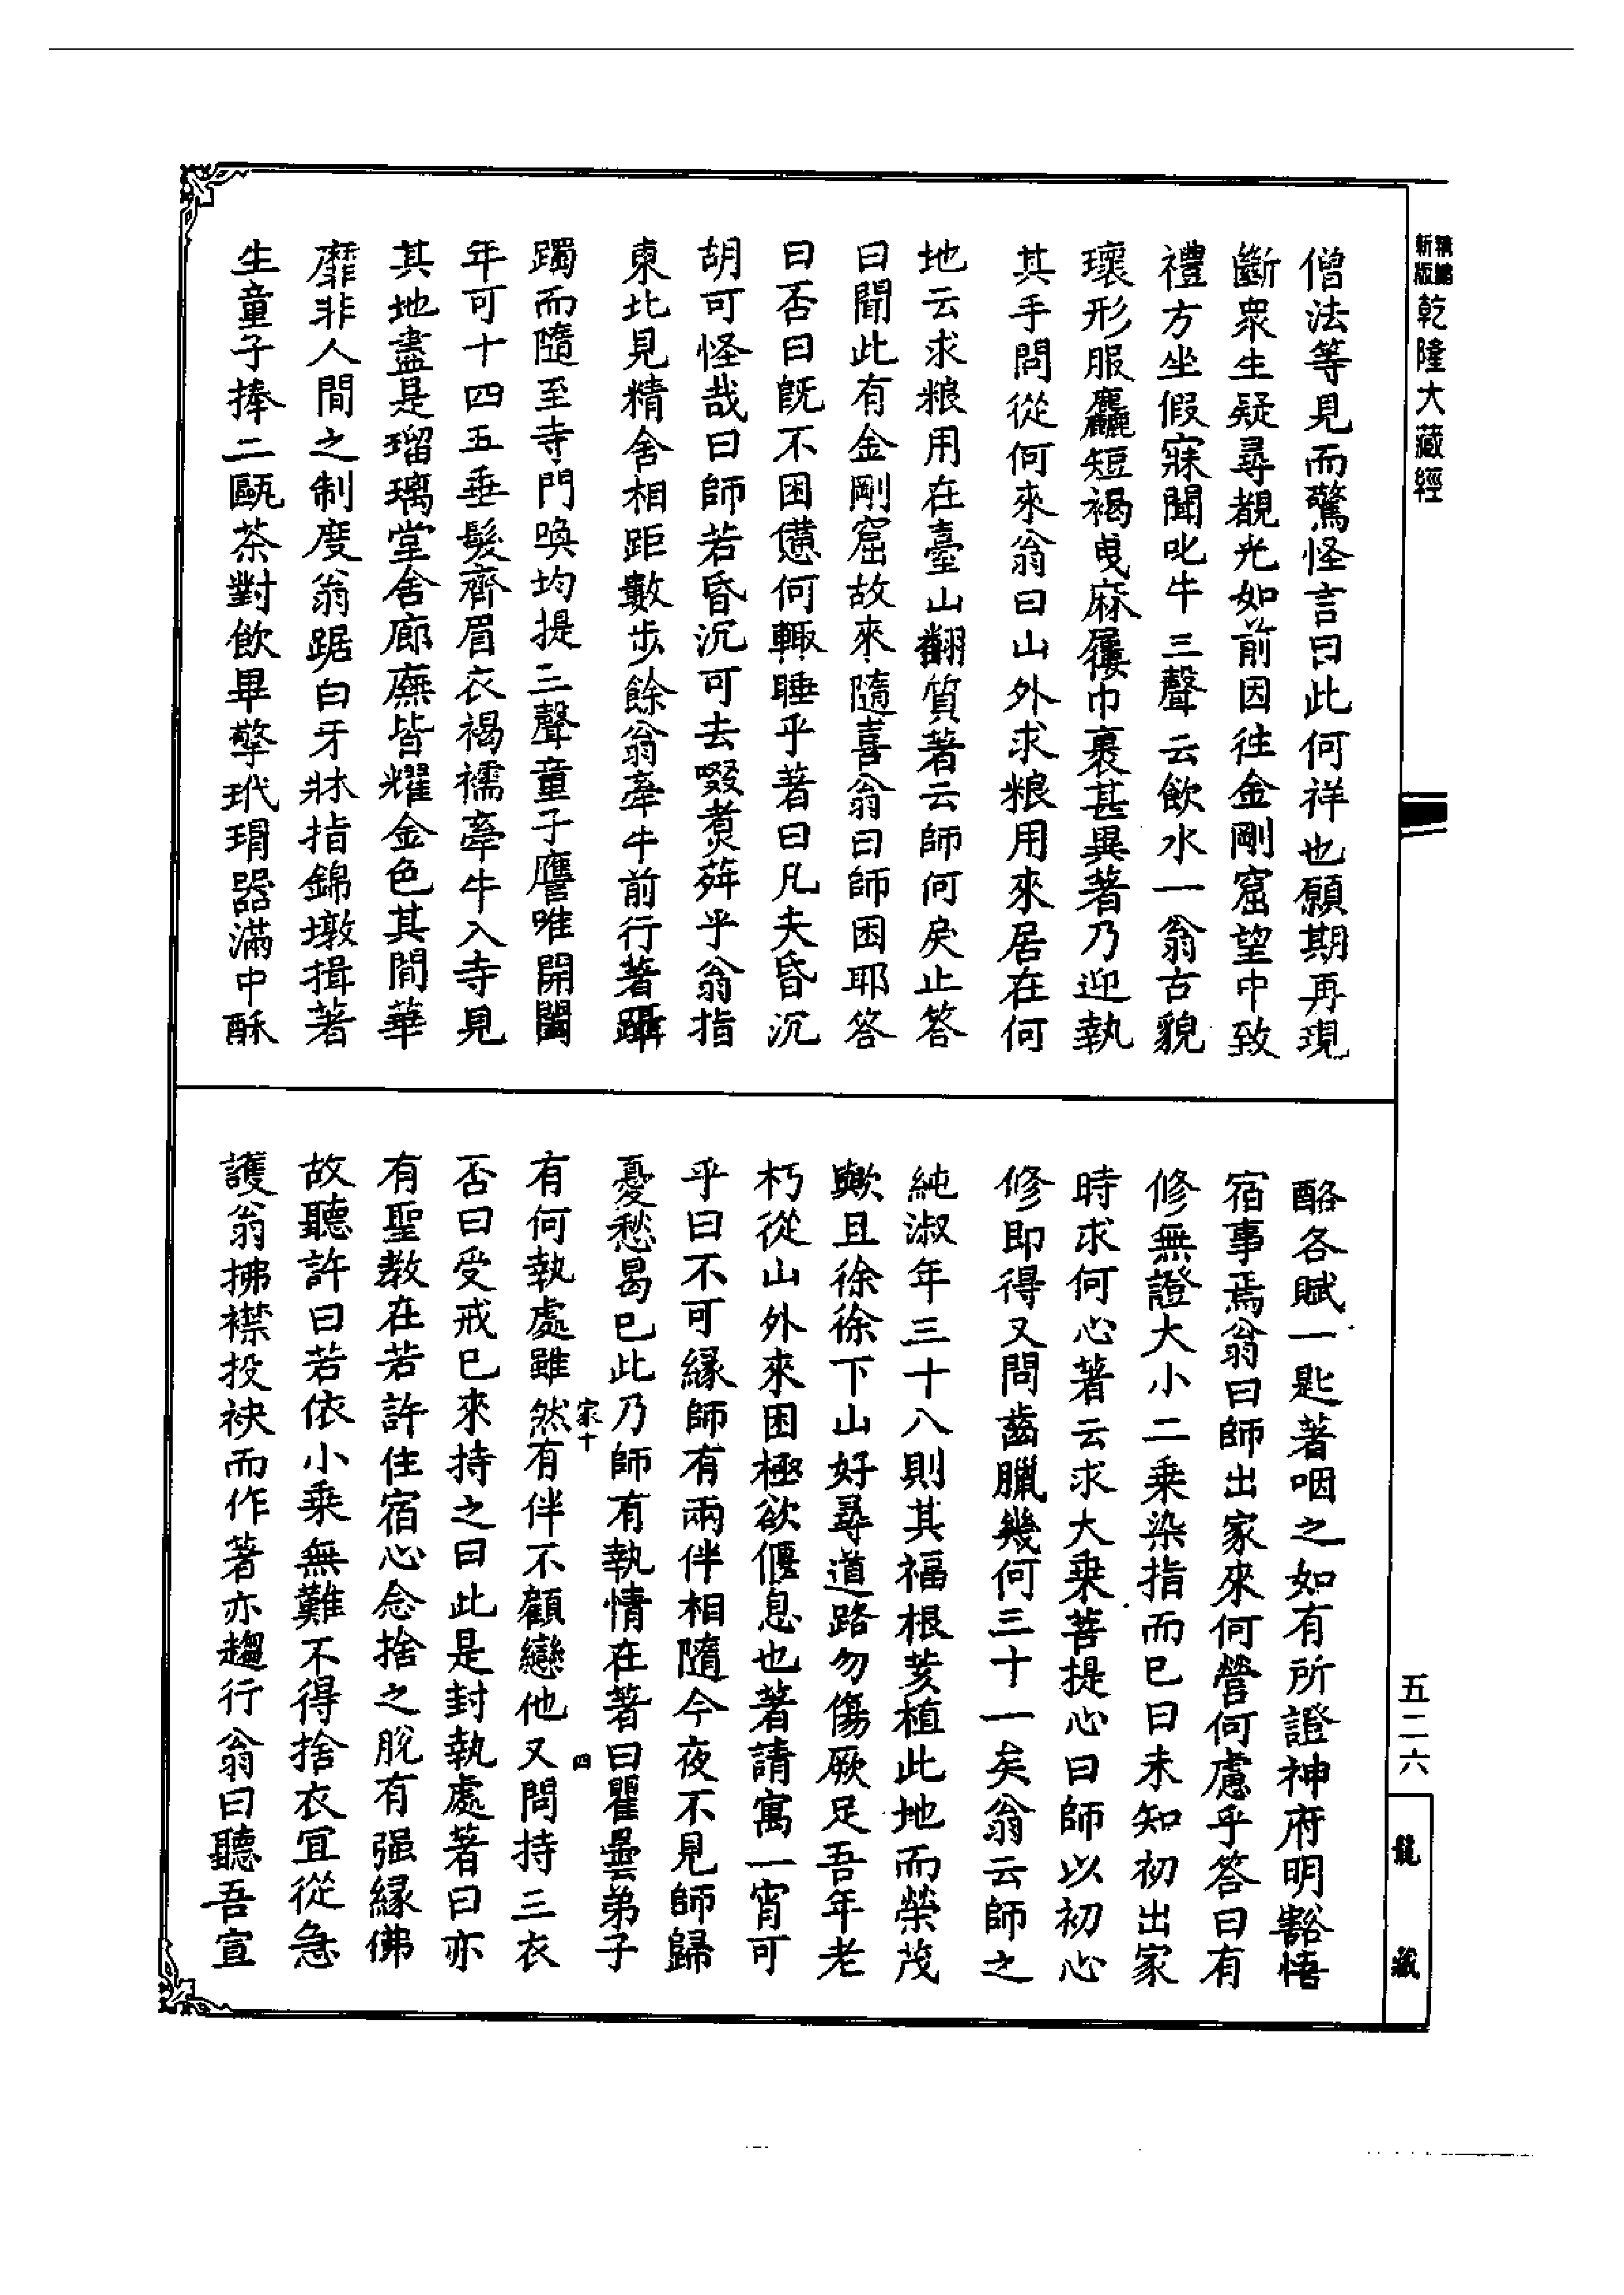 精縮新版乾隆大藏經
僧法等見而驚怪言曰此何祥也願期再現
斷衆生疑尋覩光如前因往金剛窟望中致
禮方坐假寐聞叱牛三聲云飲水一翁古貌
瓌形服麤短褐曳麻屨巾裹甚異著乃迎執
其手問從何來翁曰山外求粮用來居在何
地云求粮用在臺山翻質著云師何戾止答
曰聞此有金剛窟故來隨喜翁曰師困耶答
曰否曰旣不困憊何輙睡乎著曰凡夫昏沉
胡可怪哉曰師若昏沉可去啜煑荈乎翁指
東北見精舍相距數步餘翁牽牛前行著躡
躅而隨至寺門喚均提三聲童子譍唯開闔
年可十四五垂髮齊眉衣褐襦牽牛入寺見
其地盡是瑠璃堂舍廊廡皆耀金色其間華
靡非人間之制度翁踞白牙牀指錦墩揖著
生童子捧二甌茶對飲畢擎玳瑁器滿中酥
酪各賦一匙著咽之如有所證神府明豁悟
宿事焉翁曰師出家來何營何慮乎答曰有
修無證大小二乗染指而已曰未知初出家
時求何心著云求大乗菩提心曰師以初心
修即得又問齒臘幾何三十一矣翁云師之
純淑年三十八則其福根荄植此地而榮茂
歟且徐徐下山好尋道路勿傷厥足吾年老
朽從山外來困極欲偃息也著請寓一宵可
乎曰不可緣師有兩伴相隨今夜不見師歸
憂愁曷已此乃師有執情在著曰瞿曇弟子
有何執處雖然有伴不顧戀他又問持三衣
否曰受戒已來持之曰此是封執處著曰亦
有聖教在若許住宿心念捨之脫有强緣佛
故聽許曰若依小乗無難不得捨衣宜從急
護翁拂襟投袂而作著亦趨行翁曰聽吾宣
家十
四
五二六
龍藏